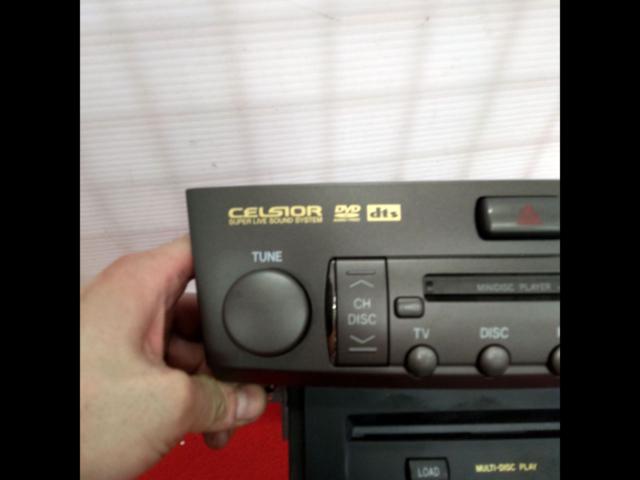 CELSIOR
SUPER LIVE SOUND SYSTEM
DVD
dts
TUNE
CH
DISC
MINIDISC PLAYER
TV
DISC
LOAD
MULTI-DISC PLAY